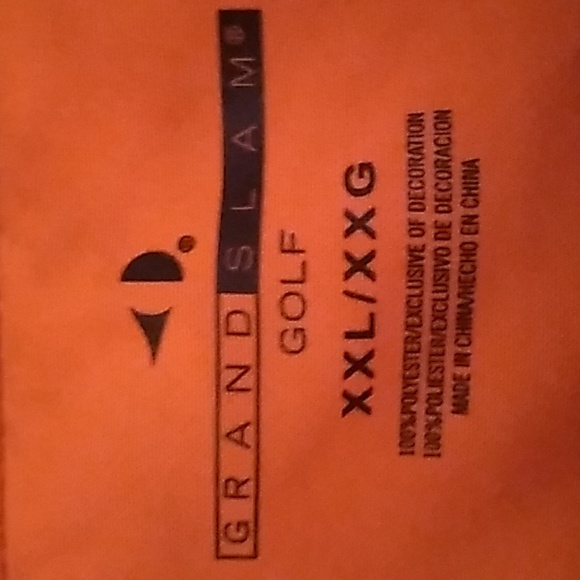 ®
GRAND SLAM®
GOLF
XXL/XXG
100%POLYESTER/EXCLUSIVE OF DECORATION
100%POLIESTER/EXCLUSIVO DE DECORACION
MADE IN CHINA/HECHO EN CHINA